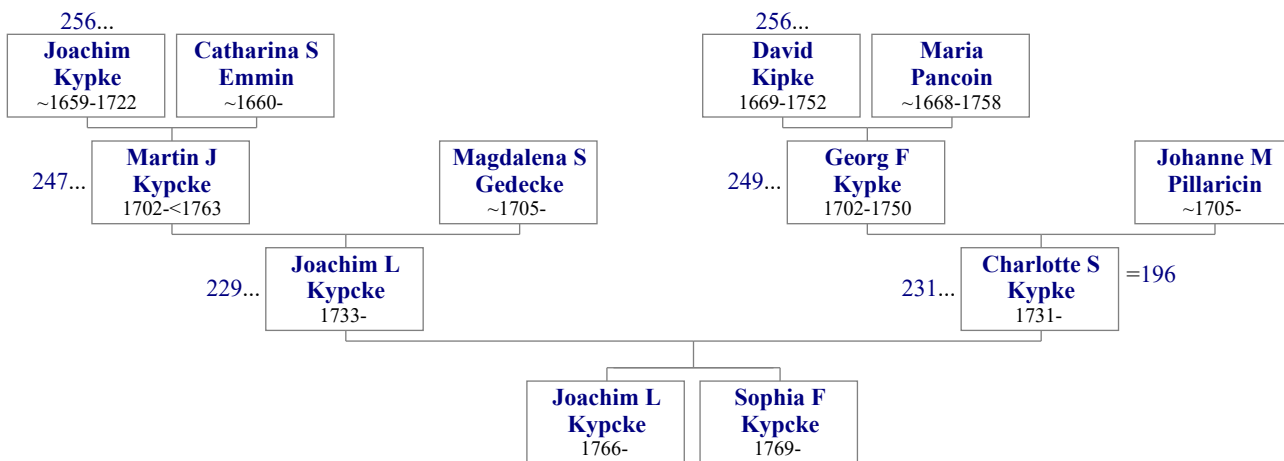 256...
Joachim
Kypke
~1659-1722
Catharina S
Emmin
~1660-
256...
David
Kipke
1669-1752
Maria
Pancoin
~1668-1758
247...
Martin J
Kypcke
1702-<1763
Magdalena S
Gedecke
~1705-
249...
Georg F
Kypke
1702-1750
Johanne M
Pillaricin
~1705-
229...
Joachim L
Kypcke
1733-
231...
Charlotte S
Kypke
1731-
=196
Joachim L
Kypcke
1766-
Sophia F
Kypcke
1769-